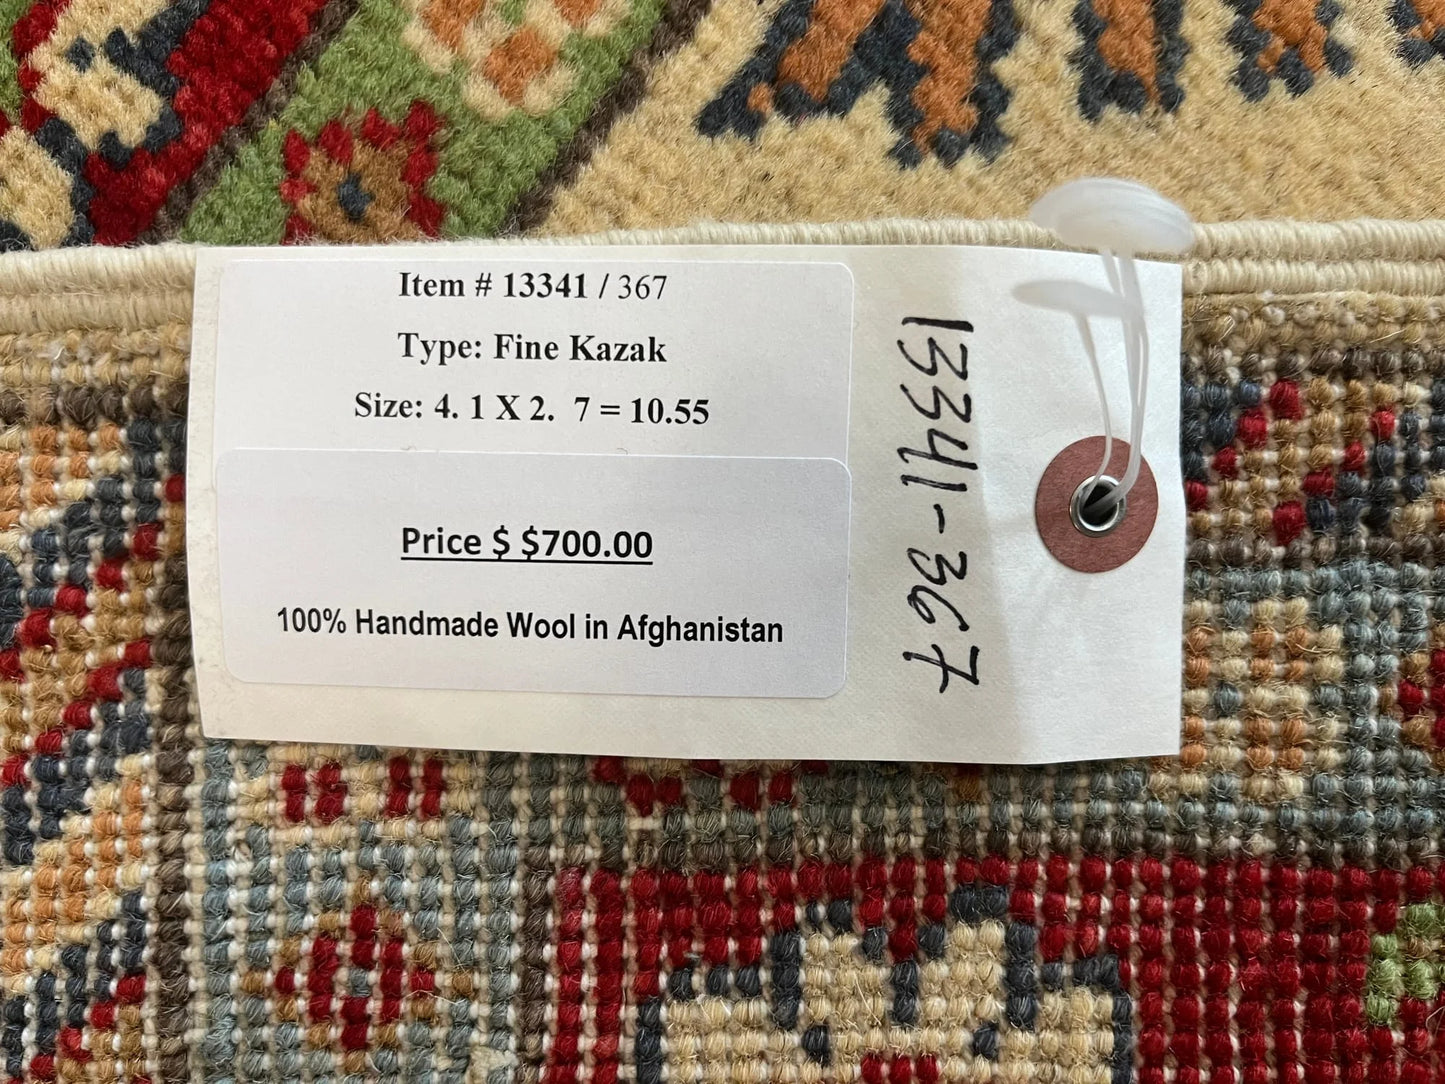 Item # 13341 / 367
Type: Fine Kazak
Size: 4. 1 X 2.  7 = 10.55
Price $ $700.00
100% Handmade Wool in Afghanistan
13341-367